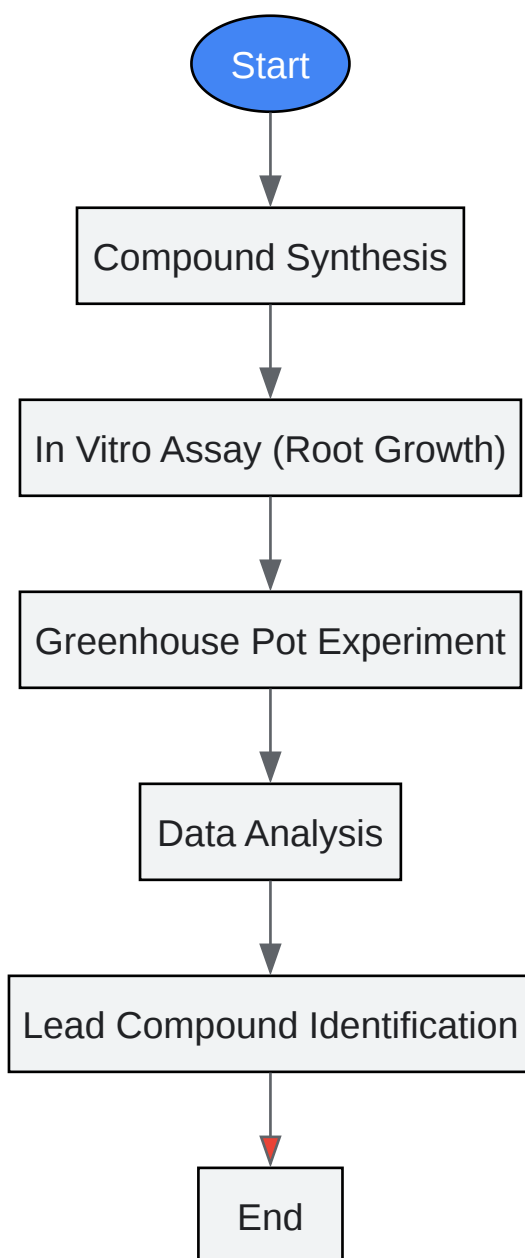 Start
Compound Synthesis
In Vitro Assay (Root Growth)
Greenhouse Pot Experiment
Data Analysis
Lead Compound Identification
End